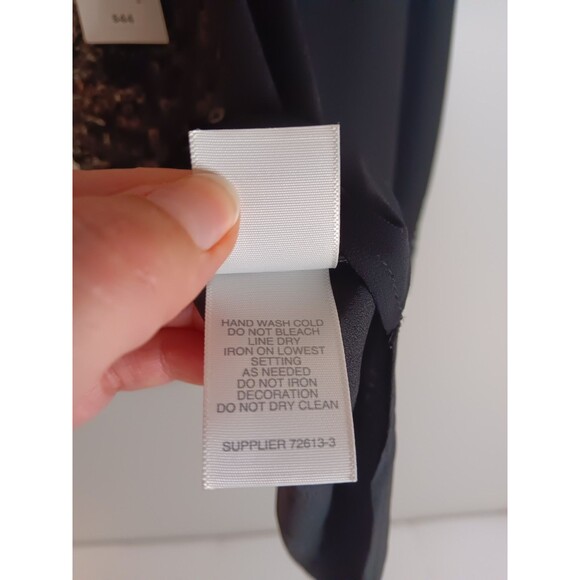 $44
HAND WASH COLD
DO NOT BLEACH
LINE DRY
IRON ON LOWEST
SETTING
AS NEEDED
DO NOT IRON
DECORATION
DO NOT DRY CLEAN
SUPPLIER 72613-3